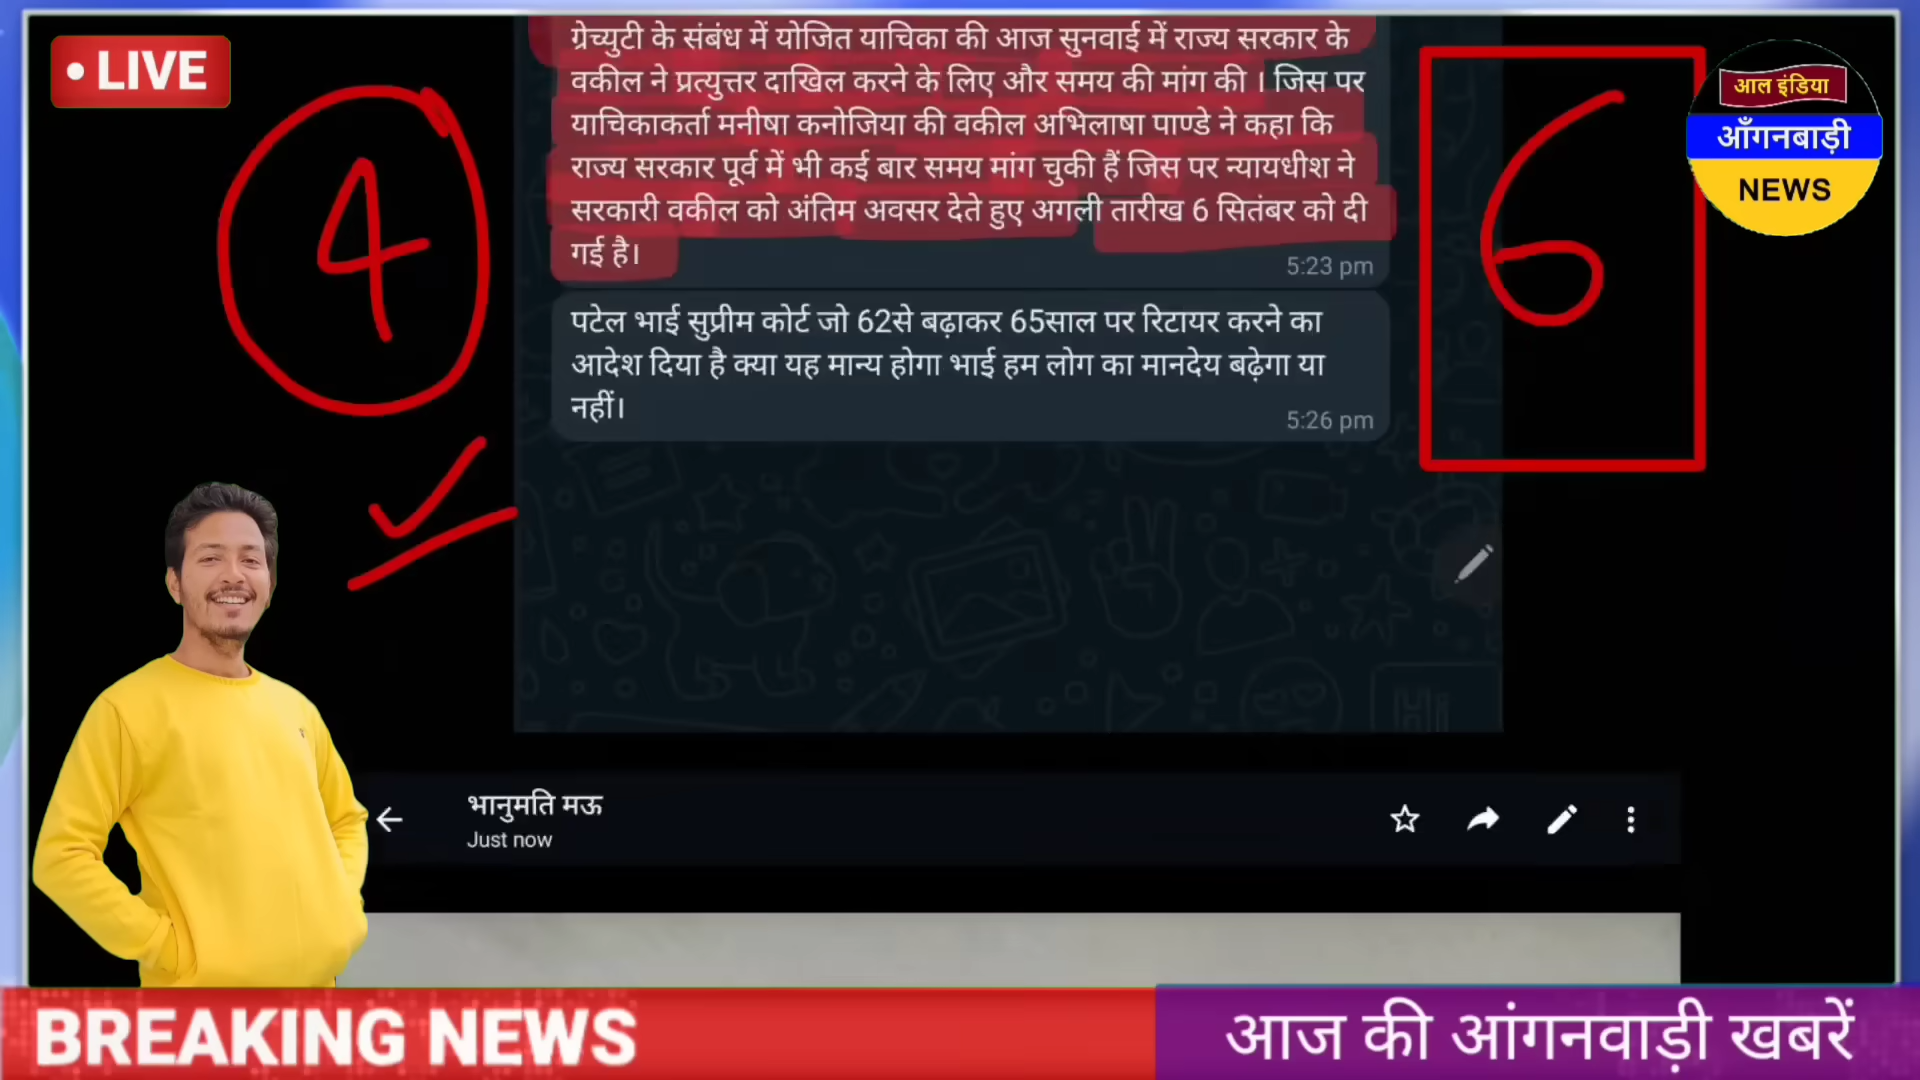 • LIVE
ग्रेच्युटी के संबंध में योजित याचिका की आज सुनवाई में राज्य सरकार के
वकील ने प्रत्युत्तर दाखिल करने के लिए और समय की मांग की । जिस पर
याचिकाकर्ता मनीषा कनोजिया की वकील अभिलाषा पाण्डे ने कहा कि
राज्य सरकार पूर्व में भी कई बार समय मांग चुकी हैं जिस पर न्यायधीश ने
सरकारी वकील को अंतिम अवसर देते हुए अगली तारीख 6 सितंबर को दी
गई है।
5:23 pm
4
6
आल इंडिया
आँगनबाड़ी
NEWS
पटेल भाई सुप्रीम कोर्ट जो 62से बढ़ाकर 65साल पर रिटायर करने का
आदेश दिया है क्या यह मान्य होगा भाई हम लोग का मानदेय बढ़ेगा या
नहीं।
5:26 pm
भानुमति मऊ
Just now
BREAKING NEWS
आज की आंगनवाड़ी खबरें